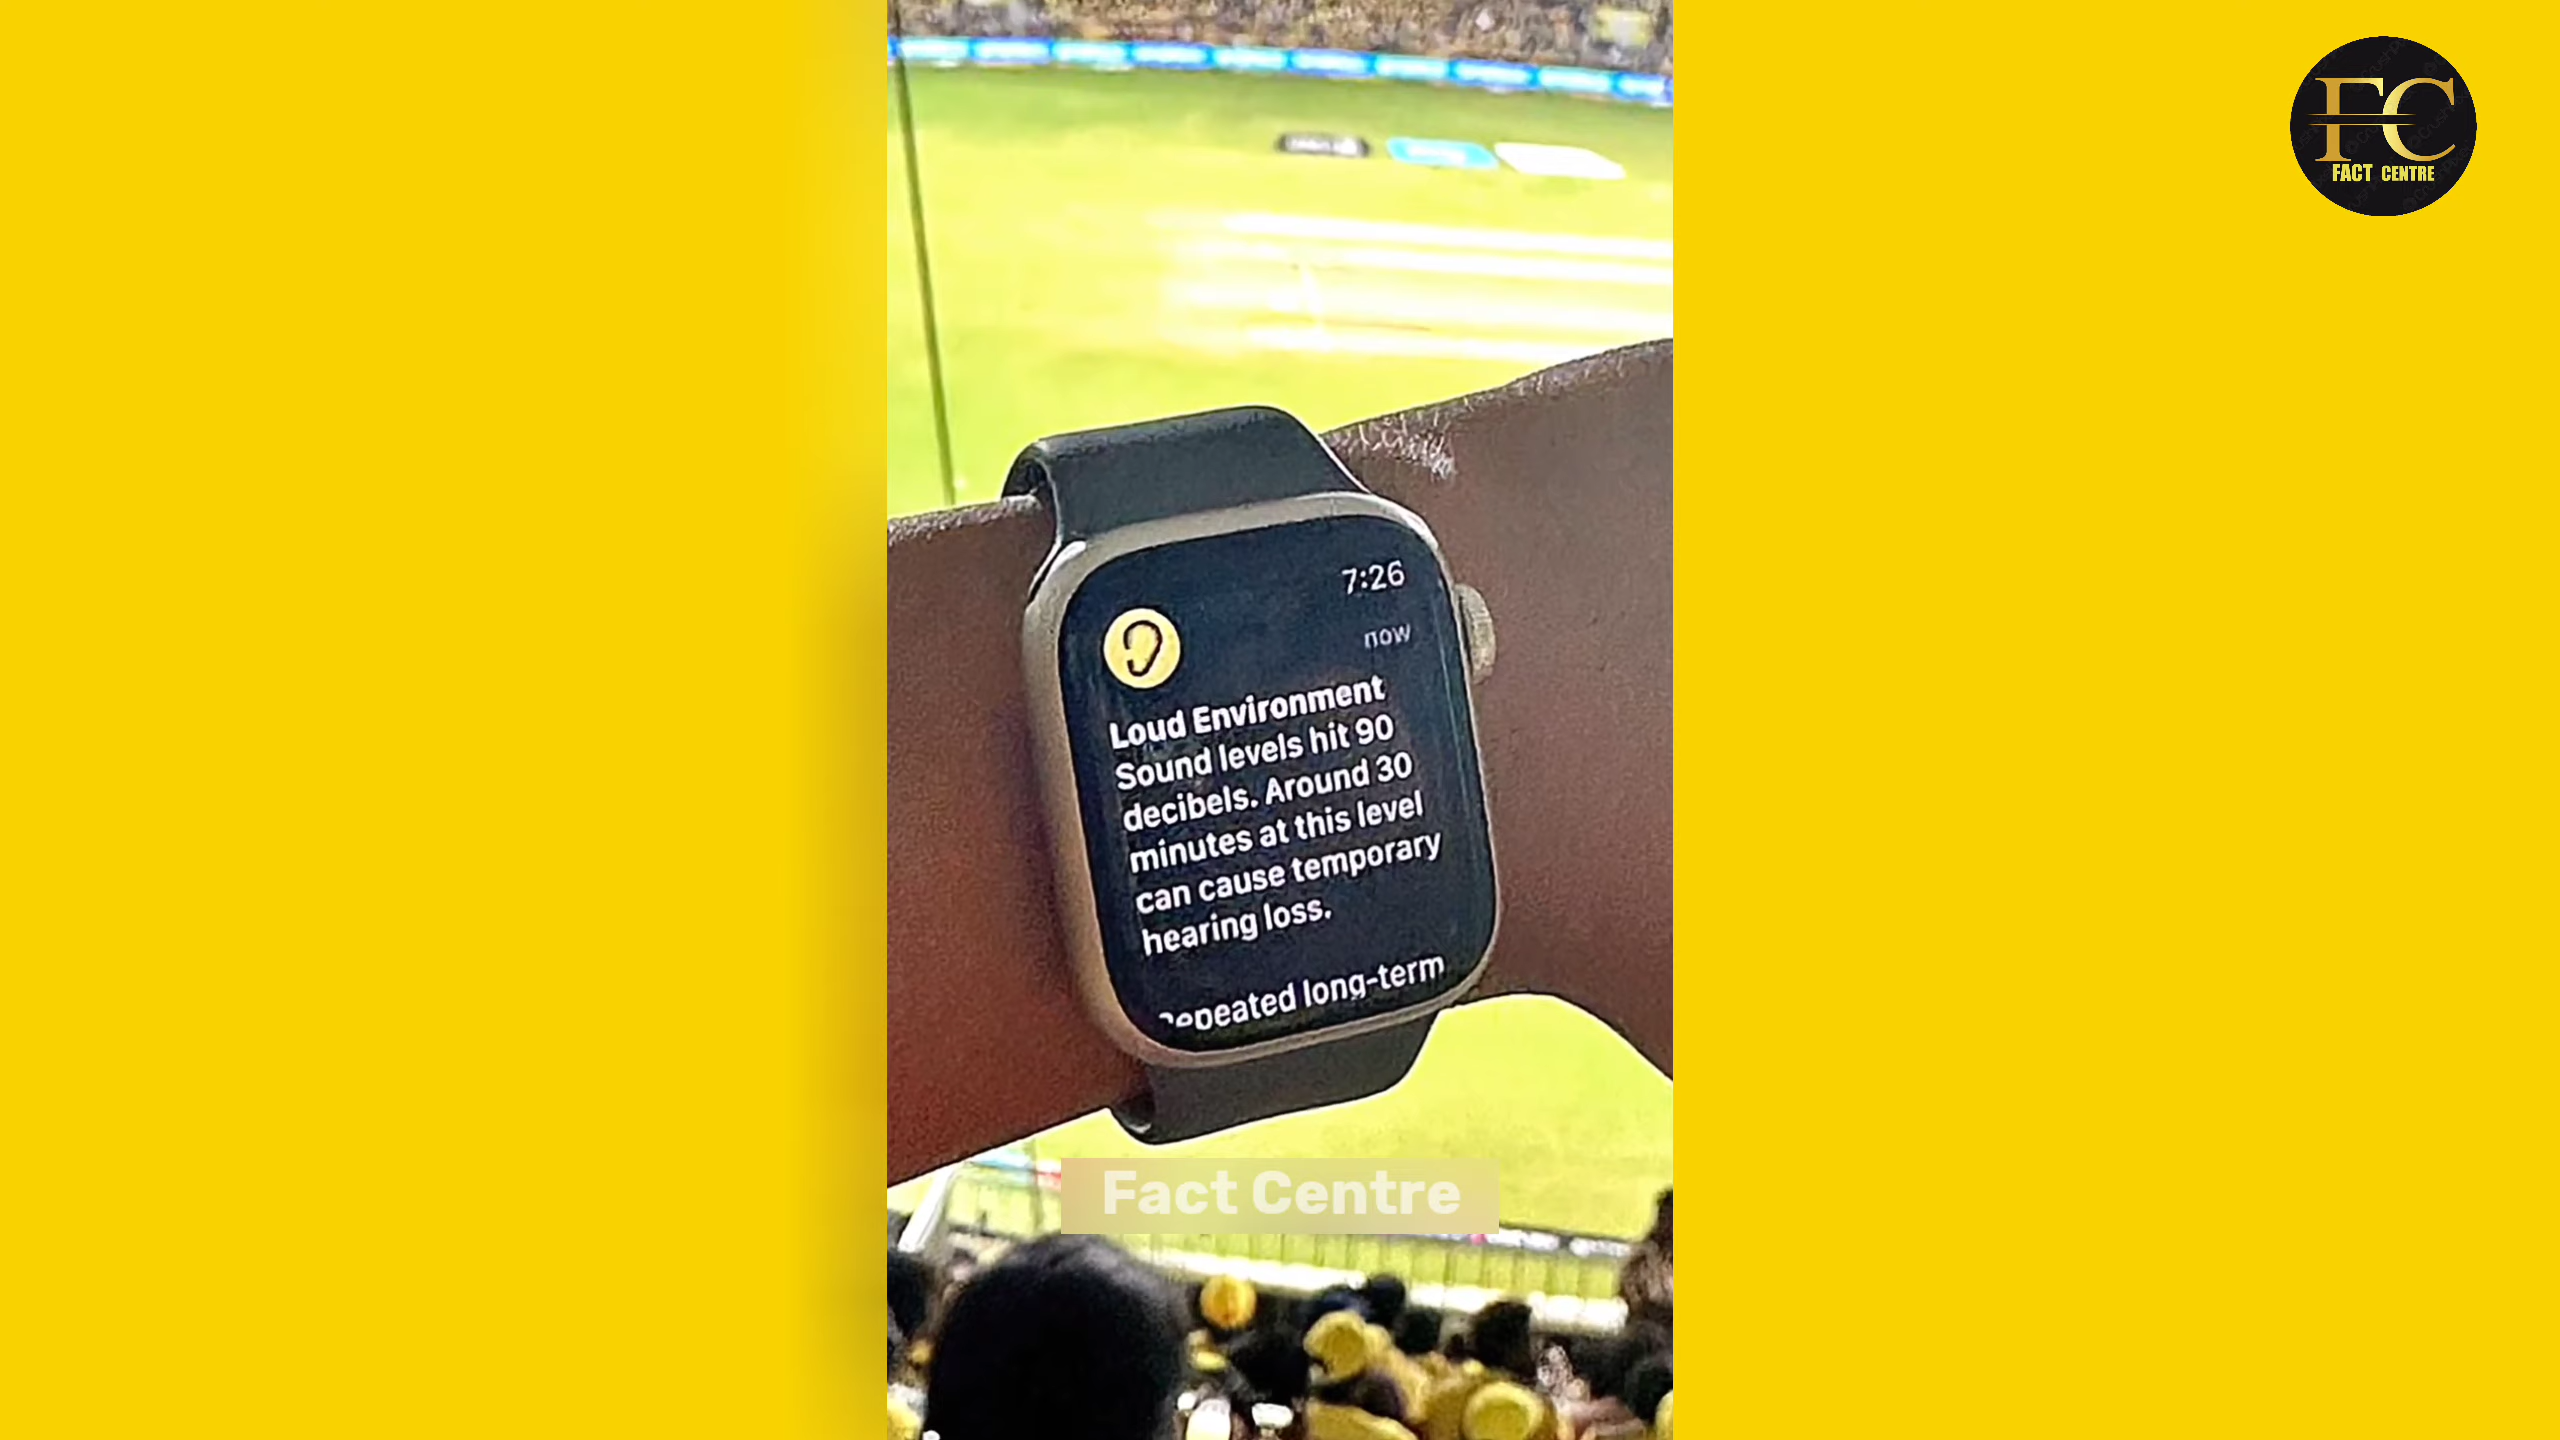 FC
FACT CENTRE
7:26
now
Loud Environment
Sound levels hit 90
decibels. Around 30
minutes at this level
can cause temporary
hearing loss.
Repeated long-term
Fact Centre